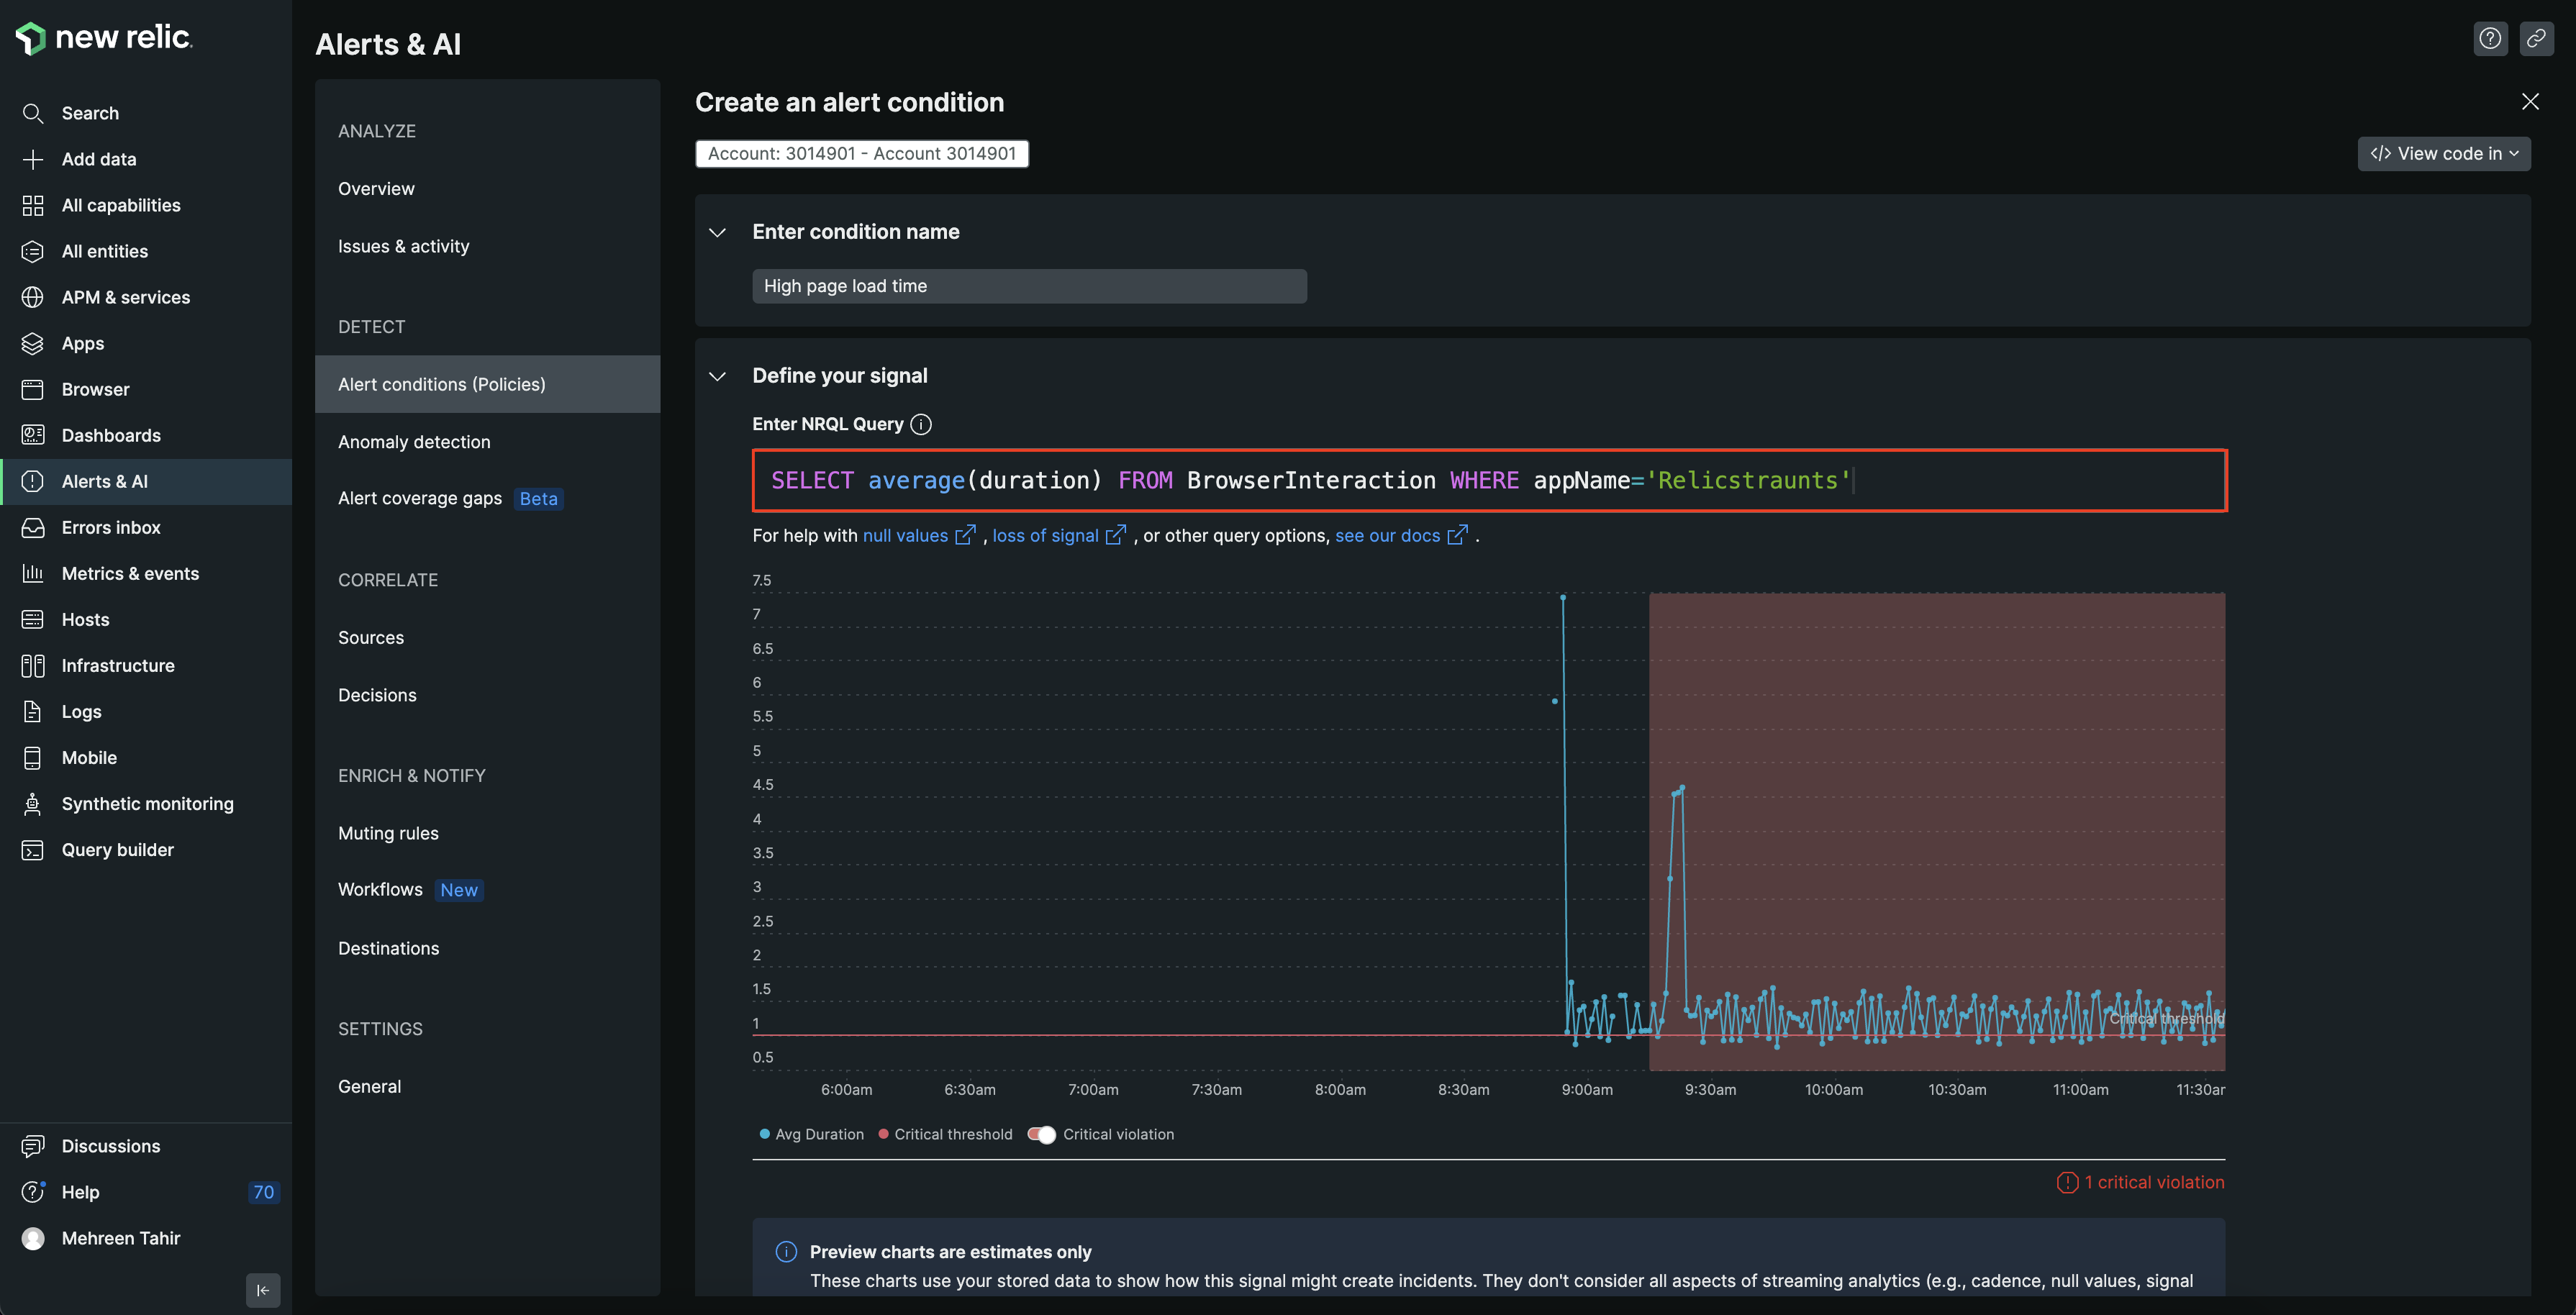 new relic.
Search
Add data
All capabilities
All entities
APM & services
Apps
Browser
Dashboards
Alerts & AI
Errors inbox
Metrics & events
Hosts
Infrastructure
Logs
Mobile
Synthetic monitoring
Query builder
Discussions
Help 70
Mehreen Tahir
Alerts & AI
ANALYZE
Overview
Issues & activity
DETECT
Alert conditions (Policies)
Anomaly detection
Alert coverage gaps Beta
CORRELATE
Sources
Decisions
ENRICH & NOTIFY
Muting rules
Workflows New
Destinations
SETTINGS
General
Create an alert condition
Account: 3014901 - Account 3014901
</> View code in
Enter condition name
High page load time
Define your signal
Enter NRQL Query
SELECT average(duration) FROM BrowserInteraction WHERE appName='Relicstraunts'
For help with null values , loss of signal , or other query options, see our docs .
7.5
7
6.5
6
5.5
5
4.5
4
3.5
3
2.5
2
1.5
1
0.5
Critical threshold
6:00am 6:30am 7:00am 7:30am 8:00am 8:30am 9:00am 9:30am 10:00am 10:30am 11:00am 11:30ar
Avg Duration Critical threshold Critical violation
1 critical violation
Preview charts are estimates only
These charts use your stored data to show how this signal might create incidents. They don't consider all aspects of streaming analytics (e.g., cadence, null values, signal